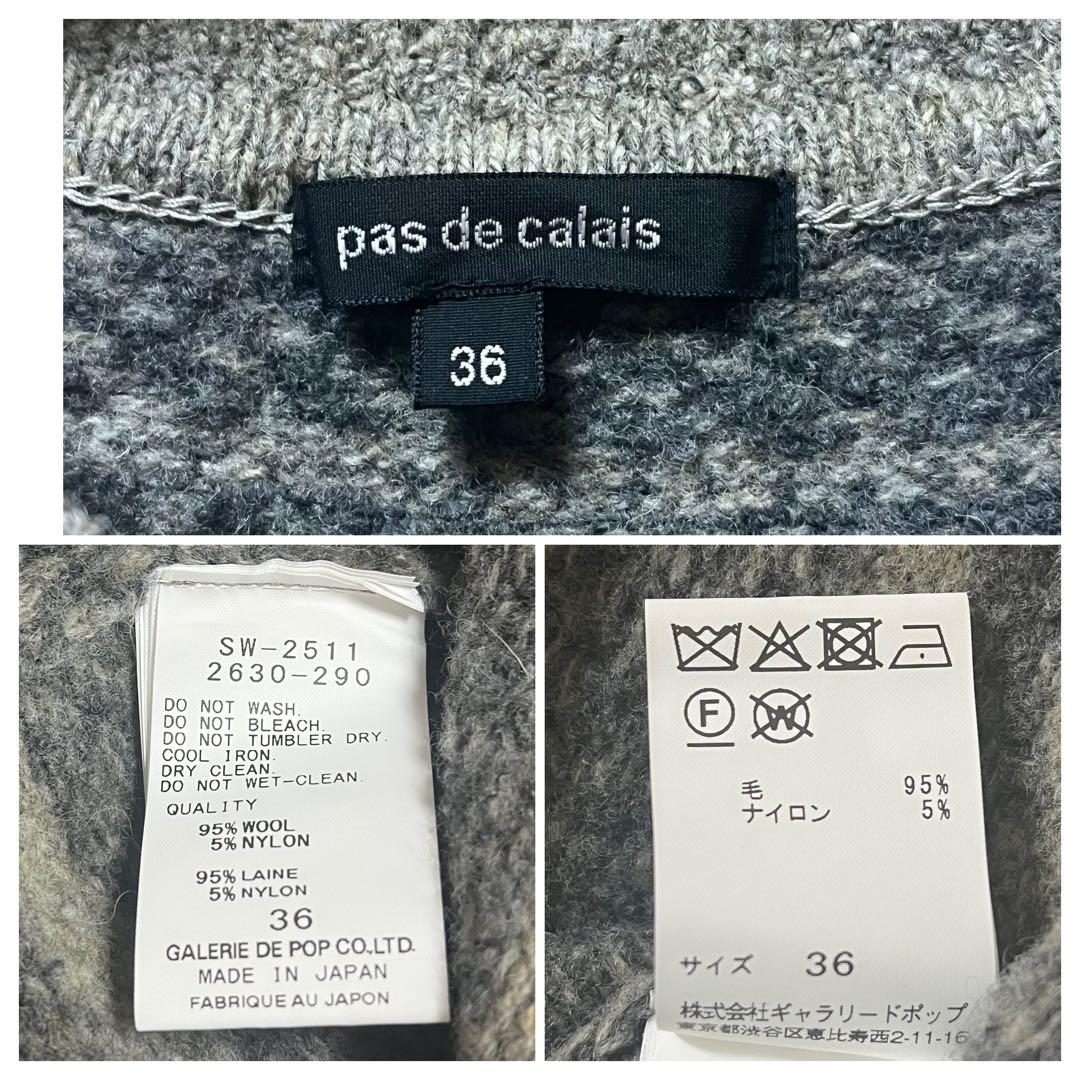 pas de calais
36
SW-2511
2630-290
DO NOT WASH.
DO NOT BLEACH.
DO NOT TUMBLER DRY.
COOL IRON.
DRY CLEAN.
DO NOT WET-CLEAN.
QUALITY
95% WOOL
5% NYLON
95% LAINE
5% NYLON
36
GALERIE DE POP CO.,LTD.
MADE IN JAPAN
FABRIQUE AU JAPON
F W
毛 95%
ナイロン 5%
サイズ 36
株式会社ギャラリードポップ
東京都渋谷区恵比寿西2-11-16